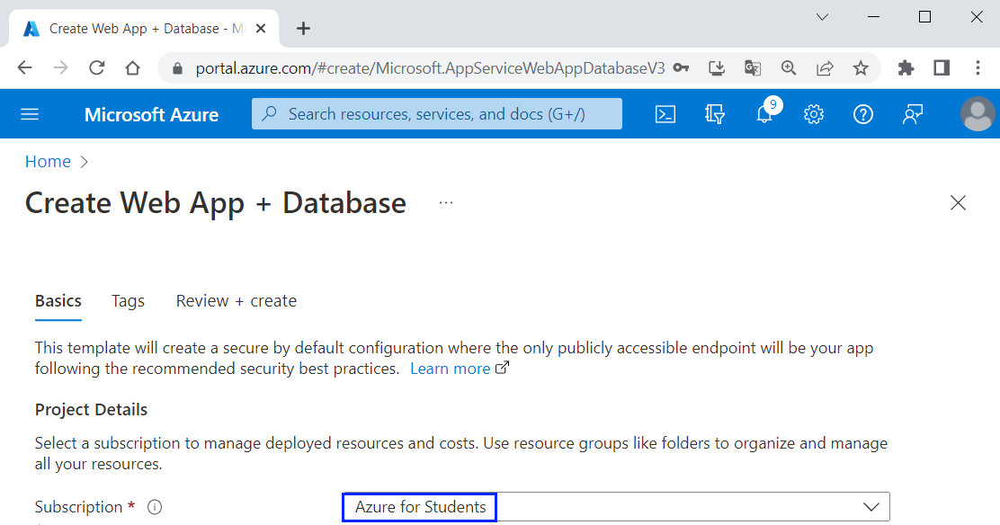 Create Web App + Database - Mi
portal.azure.com/#create/Microsoft.AppServiceWebAppDatabaseV3
Microsoft Azure
Search resources, services, and docs (G+/)
9
Home
Create Web App + Database
Basics Tags Review + create
This template will create a secure by default configuration where the only publicly accessible endpoint will be your app
following the recommended security best practices. Learn more
Project Details
Select a subscription to manage deployed resources and costs. Use resource groups like folders to organize and manage
all your resources.
Subscription * Azure for Students